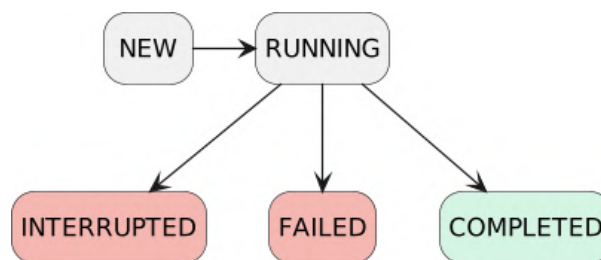 NEW
RUNNING
INTERRUPTED
FAILED
COMPLETED